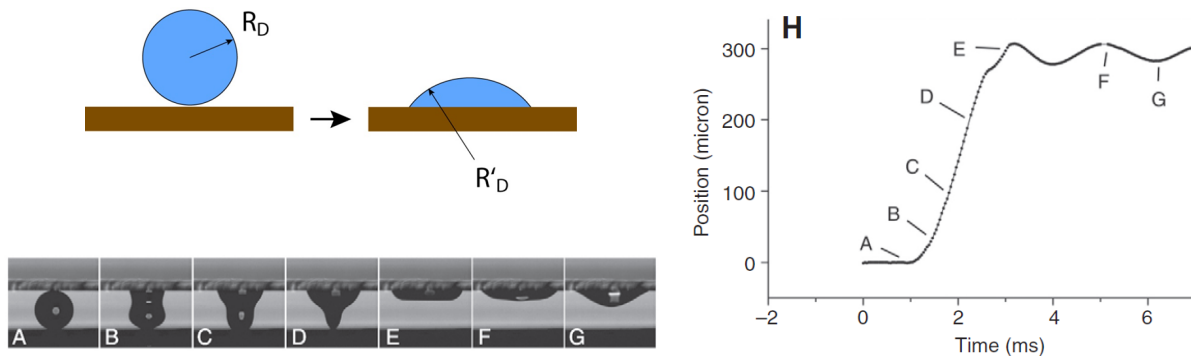 R_D
R'_D
A B C D E F G
H
Position (micron)
300
200
100
0
A
B
C
D
E
F
G
−2 0 2 4 6
Time (ms)